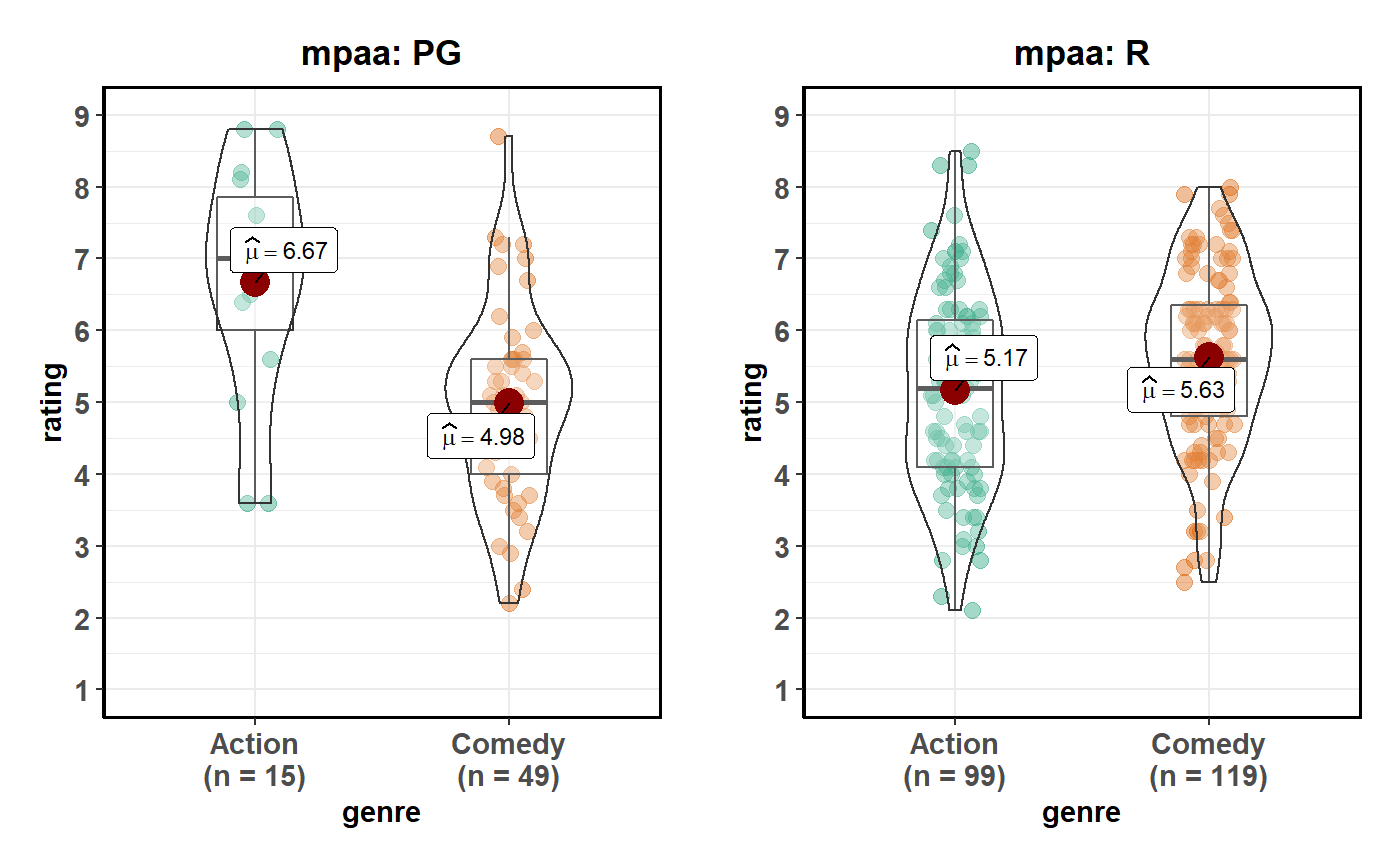 mpaa: PG
9
8
7
6
5
4
3
2
1
rating
μ̂ = 6.67
μ̂ = 4.98
Action
(n = 15)
Comedy
(n = 49)
genre
mpaa: R
9
8
7
6
5
4
3
2
1
rating
μ̂ = 5.17
μ̂ = 5.63
Action
(n = 99)
Comedy
(n = 119)
genre